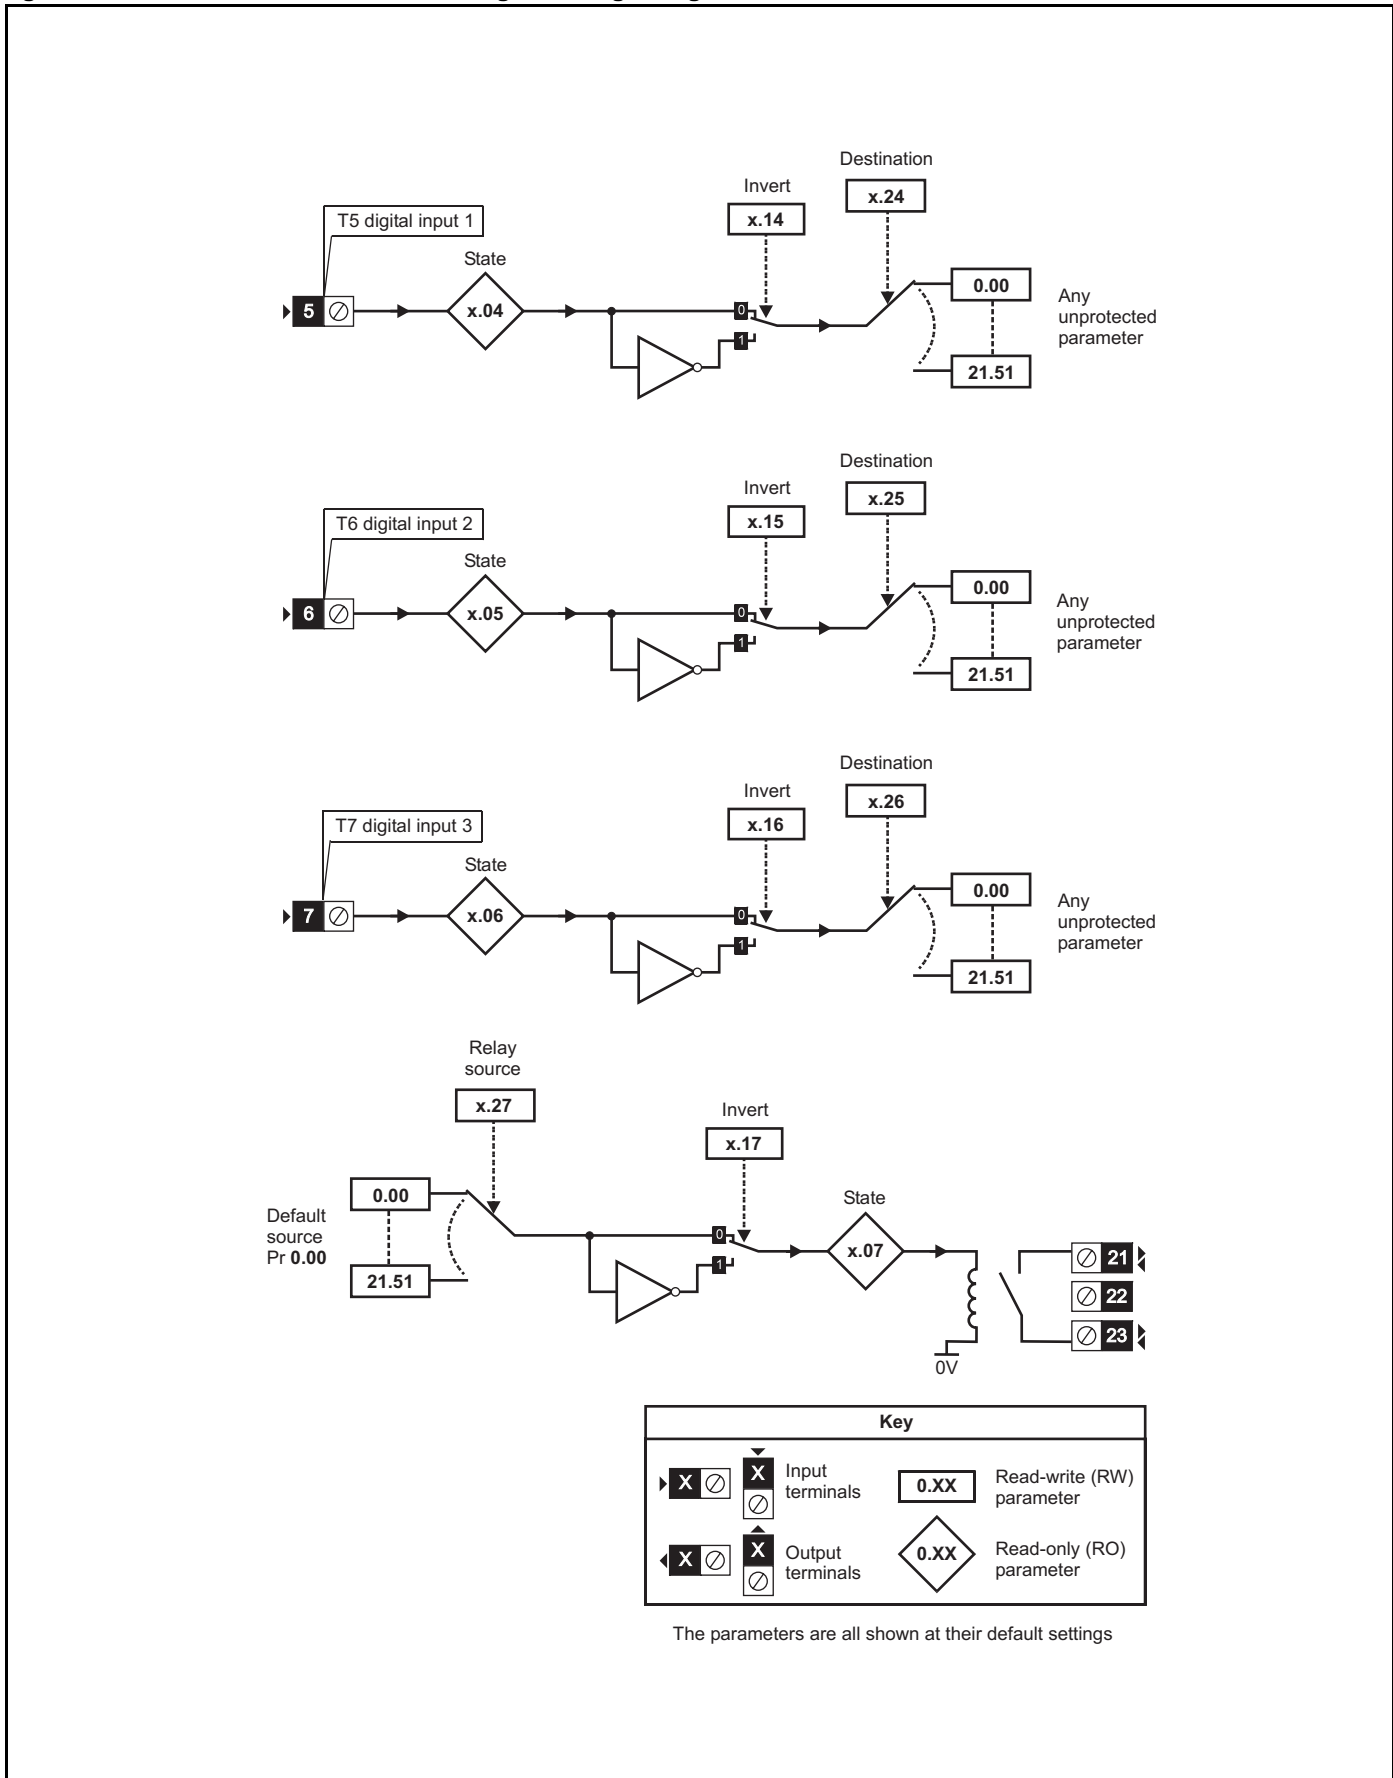 Destination
Invert
x.24
x.14
T5 digital input 1
State
x.04
5
0
1
0.00
21.51
Any
unprotected
parameter
Destination
Invert
x.25
x.15
T6 digital input 2
State
x.05
6
0
1
0.00
21.51
Any
unprotected
parameter
Destination
Invert
x.26
x.16
T7 digital input 3
State
x.06
7
0
1
0.00
21.51
Any
unprotected
parameter
Relay
source
x.27
Invert
x.17
State
x.07
0.00
Default
source
Pr 0.00
21.51
0
1
0V
21
22
23
Key
X
X
Input
terminals
0.XX
Read-write (RW)
parameter
X
X
Output
terminals
0.XX
Read-only (RO)
parameter
The parameters are all shown at their default settings